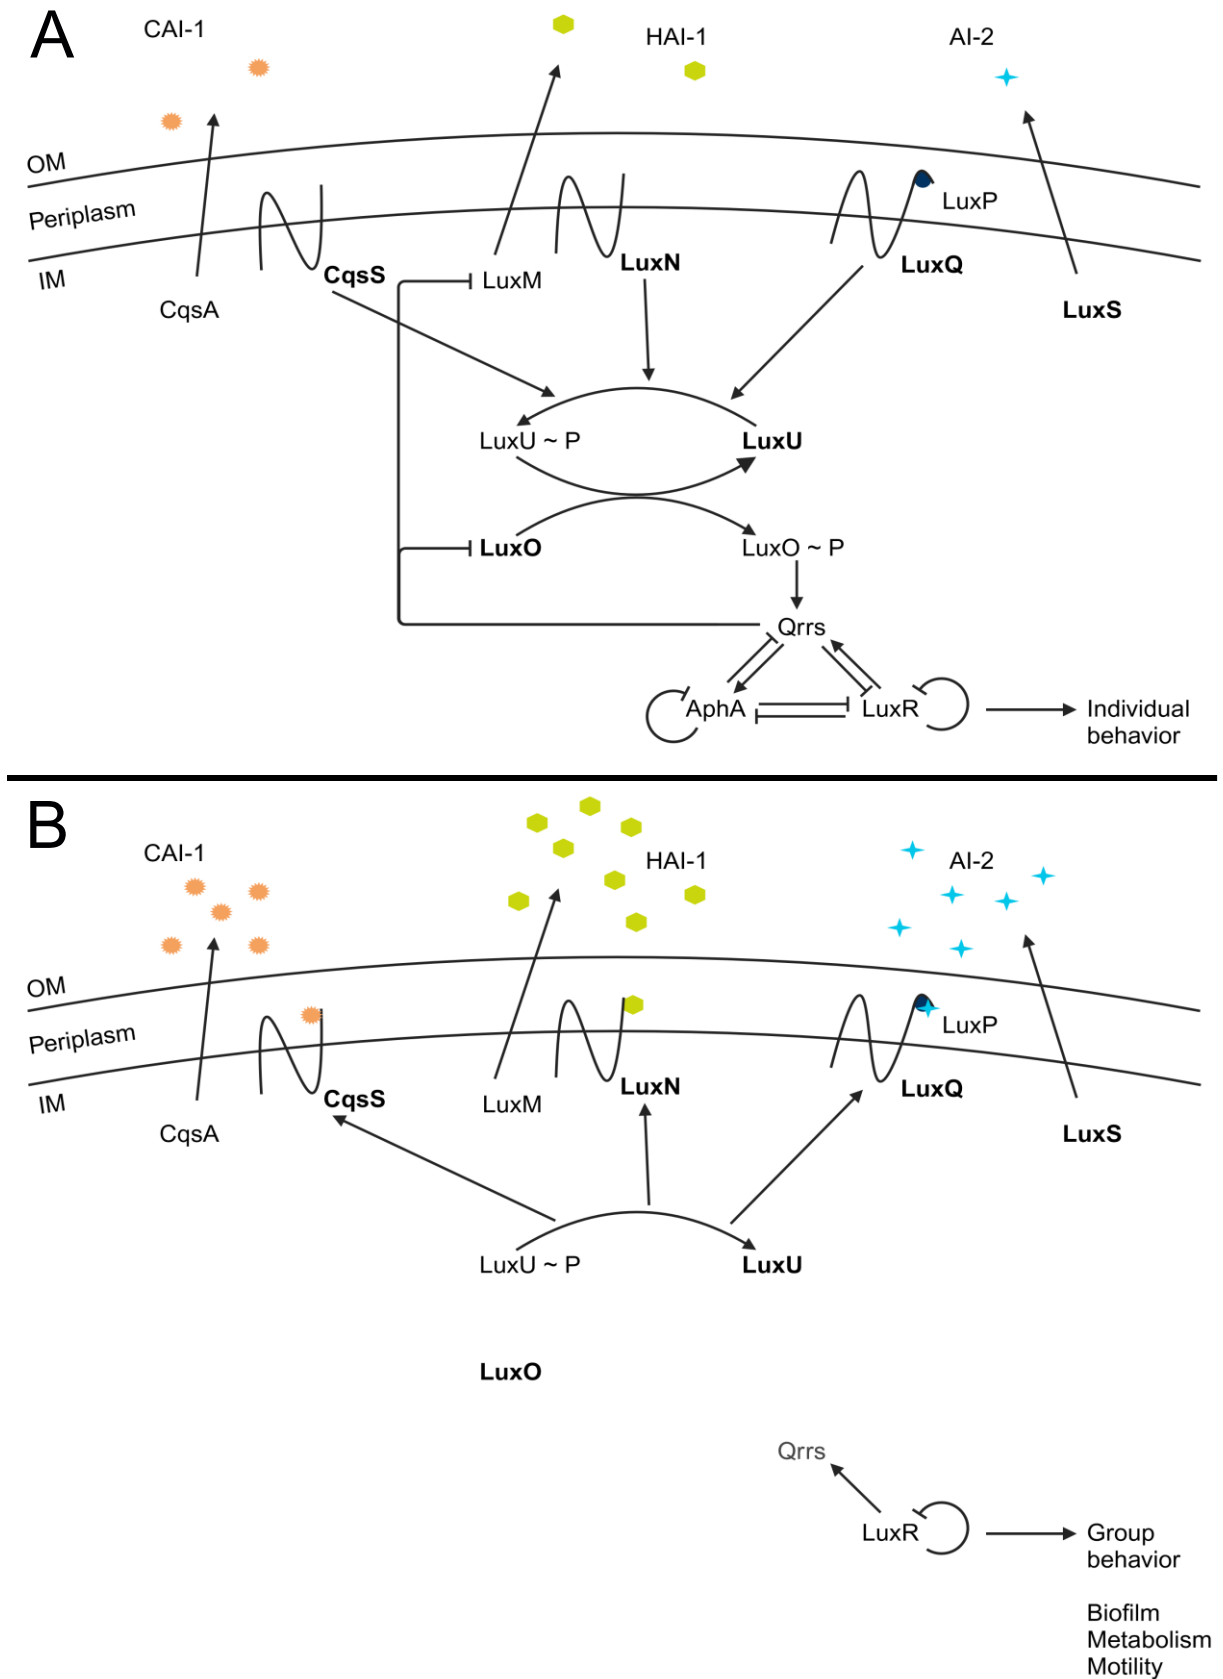 A
CAI-1
HAI-1
AI-2
OM
Periplasm
IM
LuxP
CqsS
LuxM
LuxN
LuxQ
CqsA
LuxS
LuxU ~ P
LuxU
LuxO
LuxO ~ P
Qrrs
AphA
LuxR
Individual
behavior
B
CAI-1
HAI-1
AI-2
OM
Periplasm
IM
LuxP
CqsS
LuxM
LuxN
LuxQ
CqsA
LuxS
LuxU ~ P
LuxU
LuxO
Qrrs
LuxR
Group
behavior
Biofilm
Metabolism
Motility